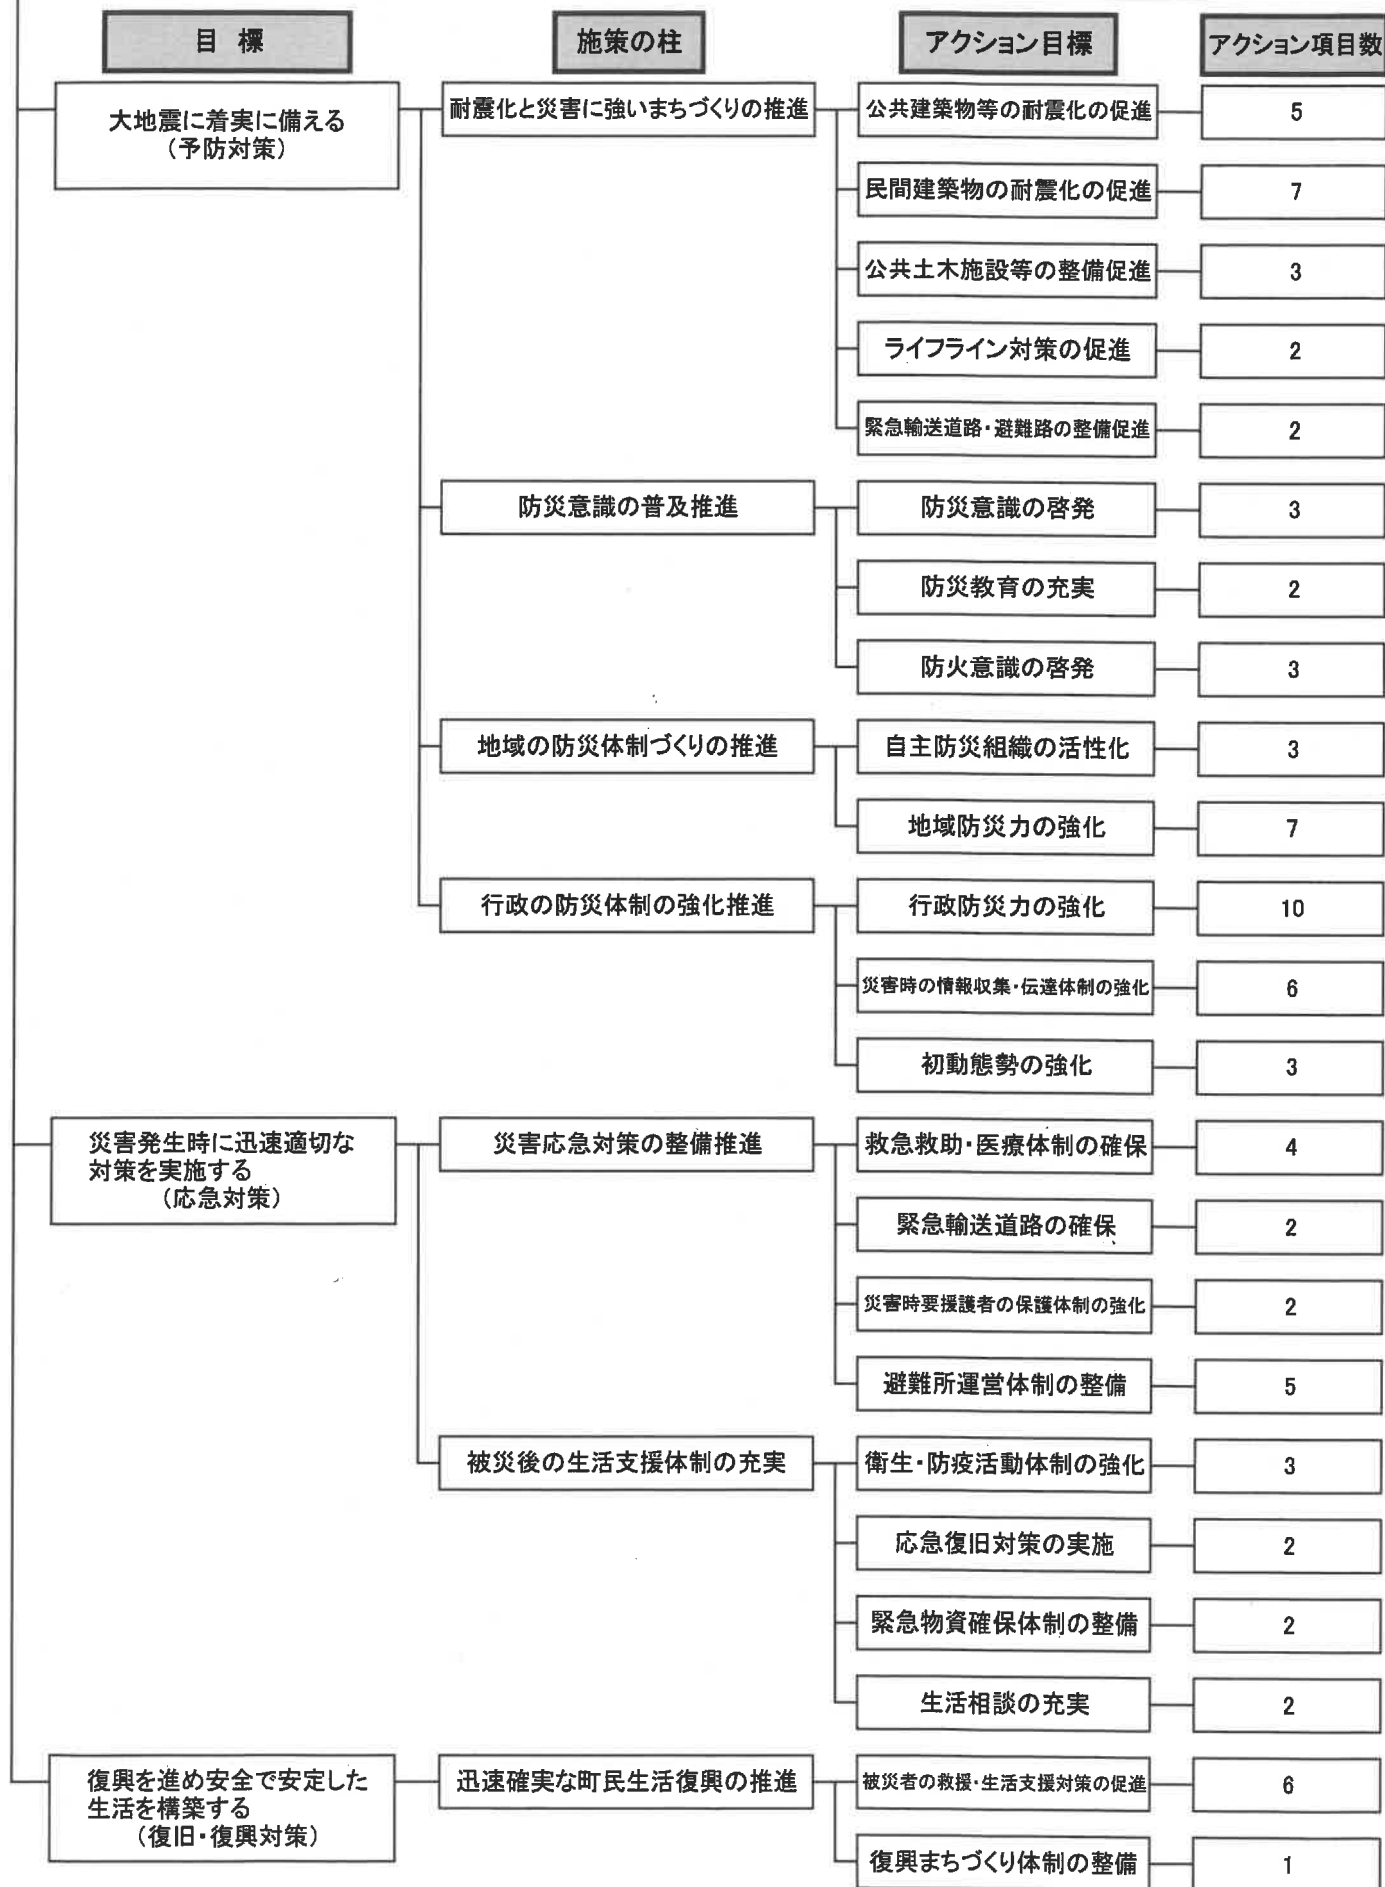 目 標
施策の柱
アクション目標
アクション項目数
大地震に着実に備える
(予防対策)
耐震化と災害に強いまちづくりの推進
公共建築物等の耐震化の促進
5
民間建築物の耐震化の促進
7
公共土木施設等の整備促進
3
ライフライン対策の促進
2
緊急輸送道路・避難路の整備促進
2
防災意識の普及推進
防災意識の啓発
3
防災教育の充実
2
防火意識の啓発
3
地域の防災体制づくりの推進
自主防災組織の活性化
3
地域防災力の強化
7
行政の防災体制の強化推進
行政防災力の強化
10
災害時の情報収集・伝達体制の強化
6
初動態勢の強化
3
災害発生時に迅速適切な
対策を実施する
(応急対策)
災害応急対策の整備推進
救急救助・医療体制の確保
4
緊急輸送道路の確保
2
災害時要援護者の保護体制の強化
2
避難所運営体制の整備
5
被災後の生活支援体制の充実
衛生・防疫活動体制の強化
3
応急復旧対策の実施
2
緊急物資確保体制の整備
2
生活相談の充実
2
復興を進め安全で安定した
生活を構築する
(復旧・復興対策)
迅速確実な町民生活復興の推進
被災者の救援・生活支援対策の促進
6
復興まちづくり体制の整備
1